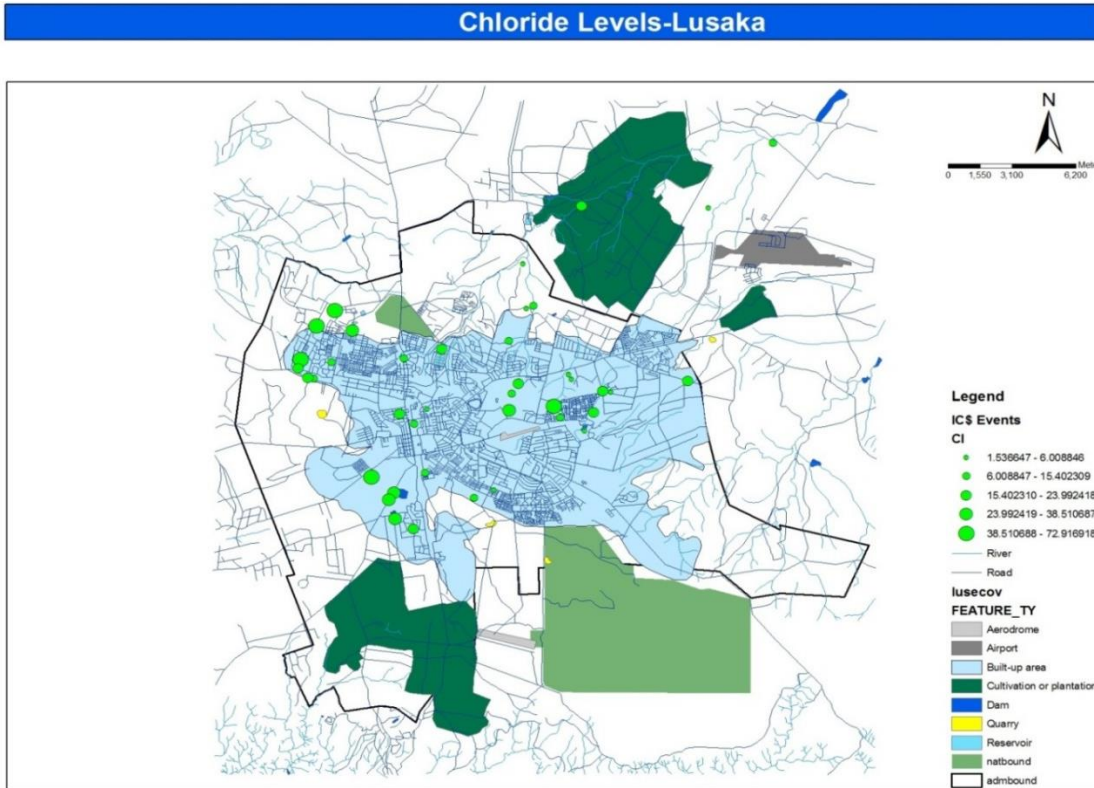 Chloride Levels-Lusaka
N
Mete
0 1,550 3,100 6,200
Legend
IC$ Events
Cl
1.536647 - 6.008846
6.008847 - 15.402309
15.402310 - 23.992418
23.992419 - 38.510687
38.510688 - 72.916918
River
Road
lusecov
FEATURE_TY
Aerodrome
Airport
Built-up area
Cultivation or plantation
Dam
Quarry
Reservoir
natbound
admbound